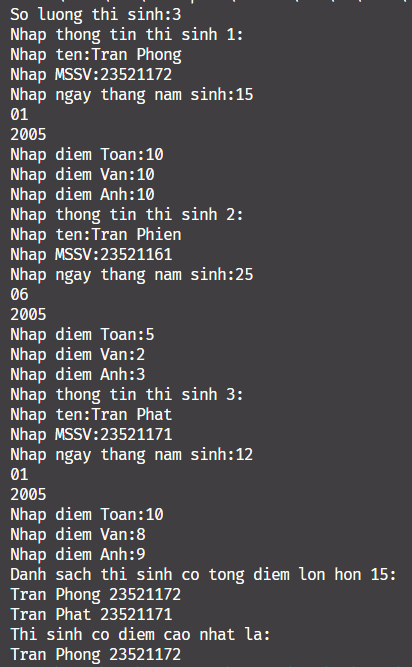 So luong thi sinh:3
Nhap thong tin thi sinh 1:
Nhap ten:Tran Phong
Nhap MSSV:23521172
Nhap ngay thang nam sinh:15
01
2005
Nhap diem Toan:10
Nhap diem Van:10
Nhap diem Anh:10
Nhap thong tin thi sinh 2:
Nhap ten:Tran Phien
Nhap MSSV:23521161
Nhap ngay thang nam sinh:25
06
2005
Nhap diem Toan:5
Nhap diem Van:2
Nhap diem Anh:3
Nhap thong tin thi sinh 3:
Nhap ten:Tran Phat
Nhap MSSV:23521171
Nhap ngay thang nam sinh:12
01
2005
Nhap diem Toan:10
Nhap diem Van:8
Nhap diem Anh:9
Danh sach thi sinh co tong diem lon hon 15:
Tran Phong 23521172
Tran Phat 23521171
Thi sinh co diem cao nhat la:
Tran Phong 23521172